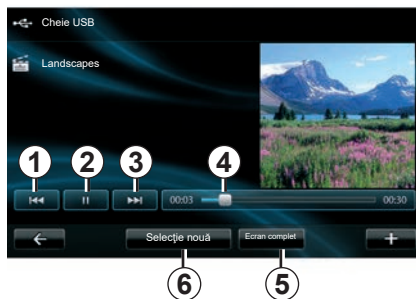 Cheie USB
Landscapes
1 2 3 4
00:03 00:30
Selecție nouă Ecran complet +
6 5